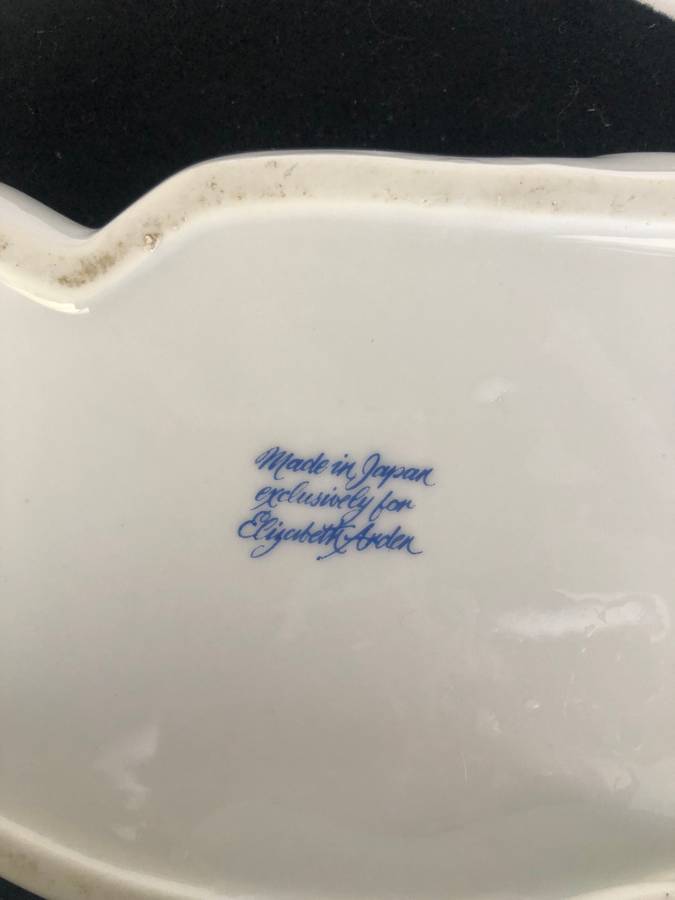 Made in Japan
exclusively for
Elizabeth Arden